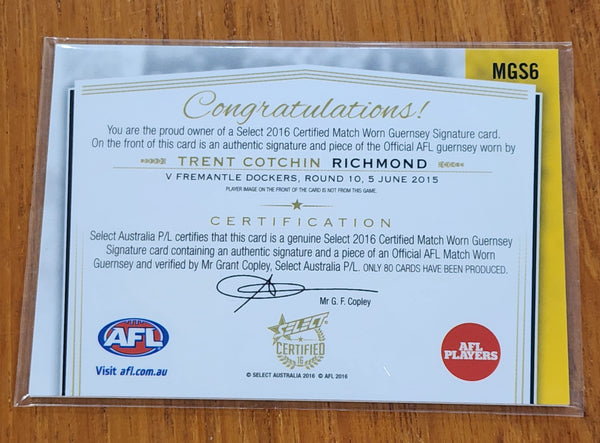 MGS6
Congratulations!
You are the proud owner of a Select 2016 Certified Match Worn Guernsey Signature card.
On the front of this card is an authentic signature and piece of the Official AFL guernsey worn by
TRENT COTCHIN RICHMOND
V FREMANTLE DOCKERS, ROUND 10, 5 JUNE 2015
PLAYER IMAGE ON THE FRONT OF THE CARD IS NOT FROM THIS GAME.
CERTIFICATION
Select Australia P/L certifies that this card is a genuine Select 2016 Certified Match Worn Guernsey
Signature card containing an authentic signature and a piece of an Official AFL Match Worn
Guernsey and verified by Mr Grant Copley, Select Australia P/L. ONLY 80 CARDS HAVE BEEN PRODUCED.
Mr G. F. Copley
AFL
Visit afl.com.au
SELECT
CERTIFIED
16
© SELECT AUSTRALIA 2016 © AFL 2016
AFL
PLAYERS